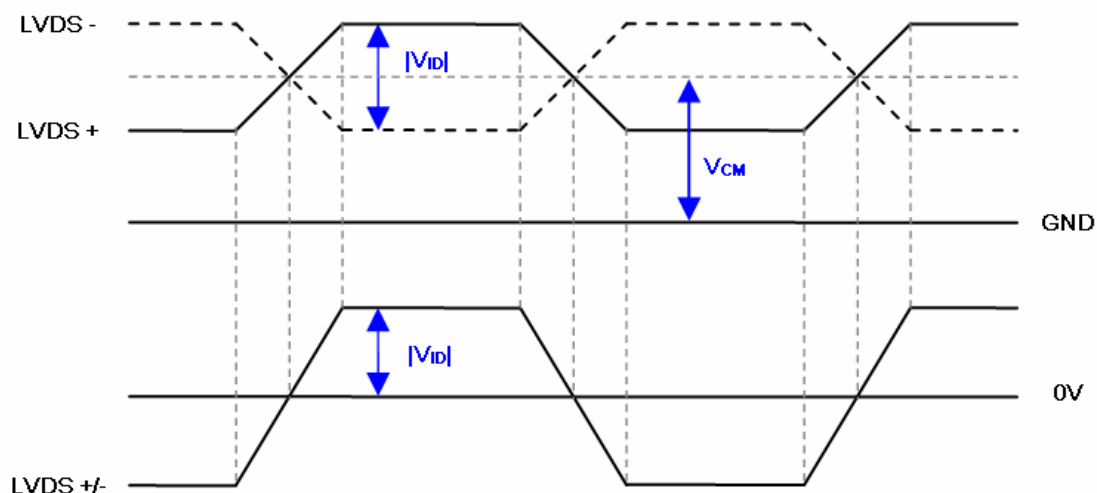 LVDS -
|VID|
LVDS +
VCM
GND
|VID|
0V
LVDS +/-